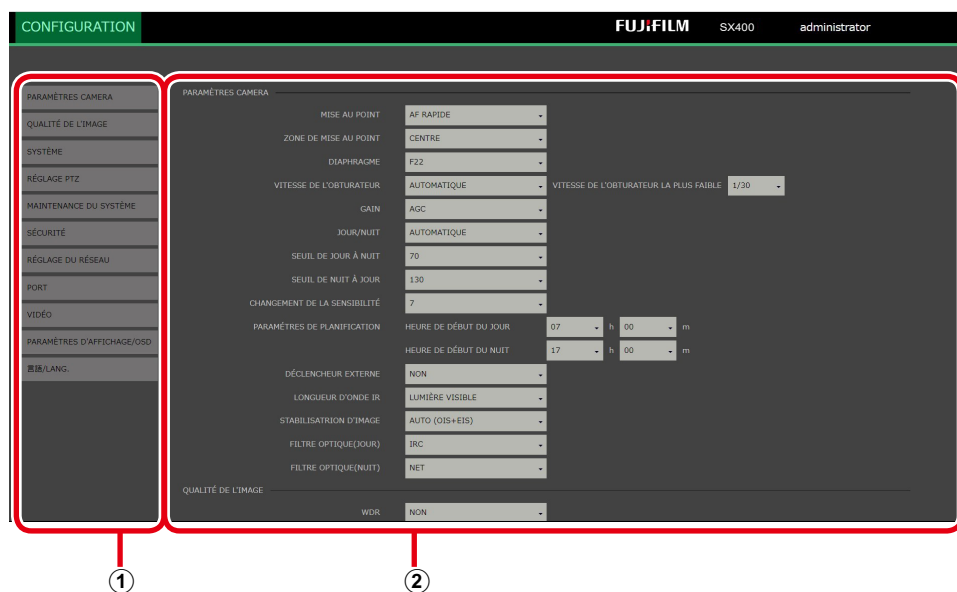 CONFIGURATION FUJIFILM SX400 administrator
PARAMÈTRES CAMERA
QUALITÉ DE L'IMAGE
SYSTÈME
RÉGLAGE PTZ
MAINTENANCE DU SYSTÈME
SÉCURITÉ
RÉGLAGE DU RÉSEAU
PORT
VIDÉO
PARAMÈTRES D'AFFICHAGE/OSD
言語/LANG.
PARAMÈTRES CAMERA
MISE AU POINT AF RAPIDE
ZONE DE MISE AU POINT CENTRE
DIAPHRAGME F22
VITESSE DE L'OBTURATEUR AUTOMATIQUE VITESSE DE L'OBTURATEUR LA PLUS FAIBLE 1/30
GAIN AGC
JOUR/NUIT AUTOMATIQUE
SEUIL DE JOUR À NUIT 70
SEUIL DE NUIT À JOUR 130
CHANGEMENT DE LA SENSIBILITÉ 7
PARAMÉTRES DE PLANIFICATION HEURE DE DÉBUT DU JOUR 07 h 00 m
HEURE DE DÉBUT DU NUIT 17 h 00 m
DÉCLENCHEUR EXTERNE NON
LONGUEUR D'ONDE IR LUMIÈRE VISIBLE
STABILISATRION D'IMAGE AUTO (OIS+EIS)
FILTRE OPTIQUE(JOUR) IRC
FILTRE OPTIQUE(NUIT) NET
QUALITÉ DE L'IMAGE
WDR NON
1 2